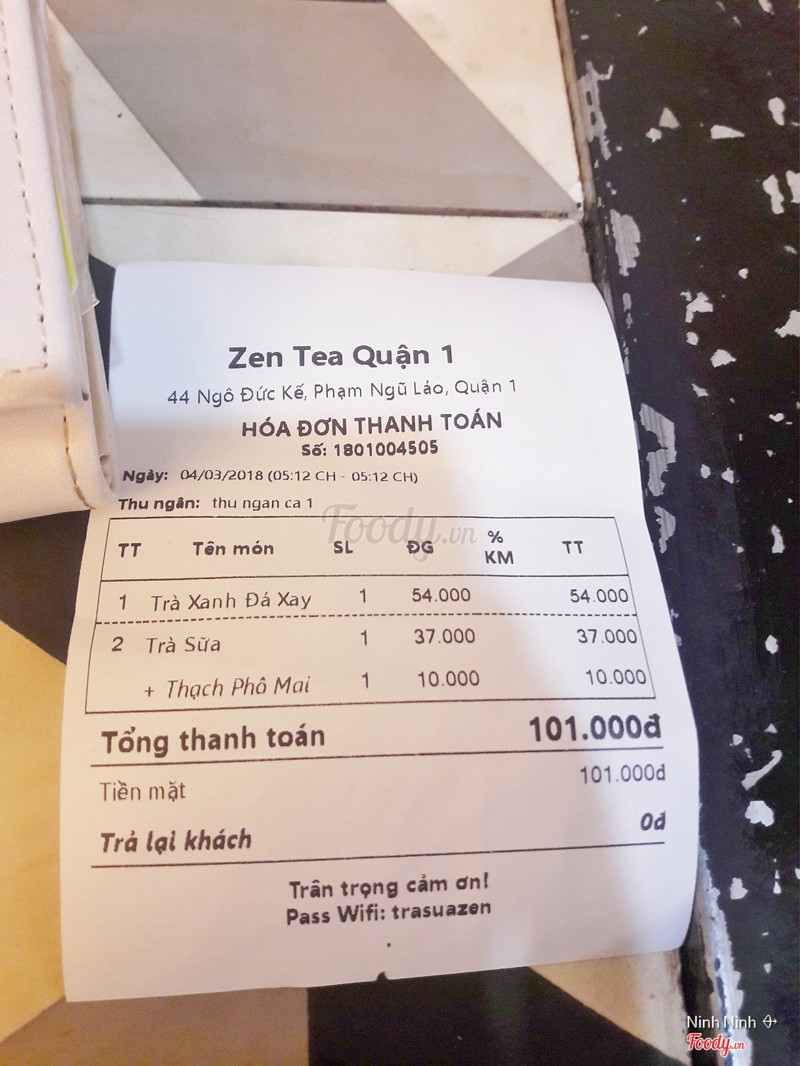 Zen Tea Quận 1
44 Ngô Đức Kế, Phạm Ngũ Lảo, Quận 1
HÓA ĐƠN THANH TOÁN
Số: 1801004505
Ngày: 04/03/2018 (05:12 CH - 05:12 CH)
Thu ngân: thu ngan ca 1
Foody.vn
TT Tên món SL ĐG % KM TT
1 Trà Xanh Đá Xay 1 54.000 54.000
2 Trà Sữa 1 37.000 37.000
+ Thạch Phô Mai 1 10.000 10.000
Tổng thanh toán 101.000đ
Tiền mặt 101.000đ
Trả lại khách 0đ
Trân trọng cảm ơn!
Pass Wifi: trasuazen
Ninh Ninh
Foody.vn